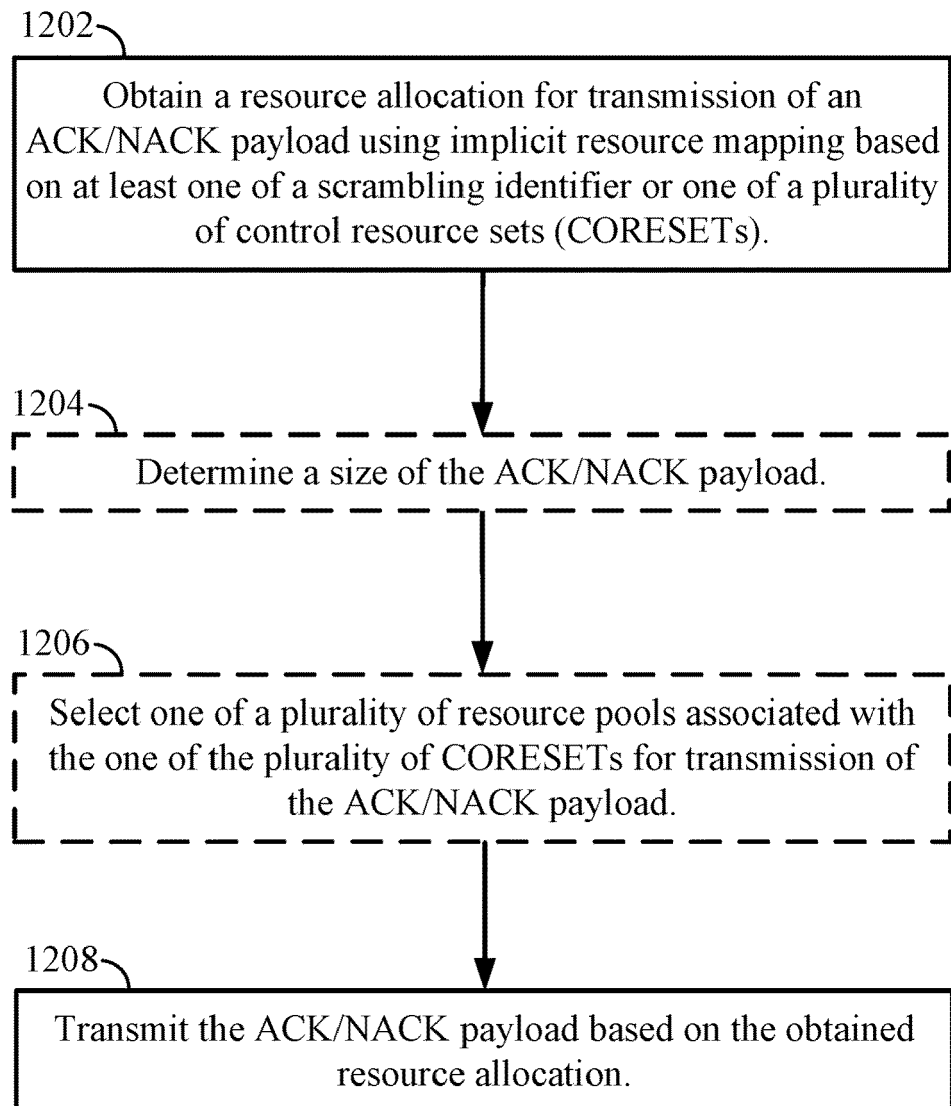 1202
Obtain a resource allocation for transmission of an
ACK/NACK payload using implicit resource mapping based
on at least one of a scrambling identifier or one of a plurality
of control resource sets (CORESETs).
1204
Determine a size of the ACK/NACK payload.
1206
Select one of a plurality of resource pools associated with
the one of the plurality of CORESETs for transmission of
the ACK/NACK payload.
1208
Transmit the ACK/NACK payload based on the obtained
resource allocation.